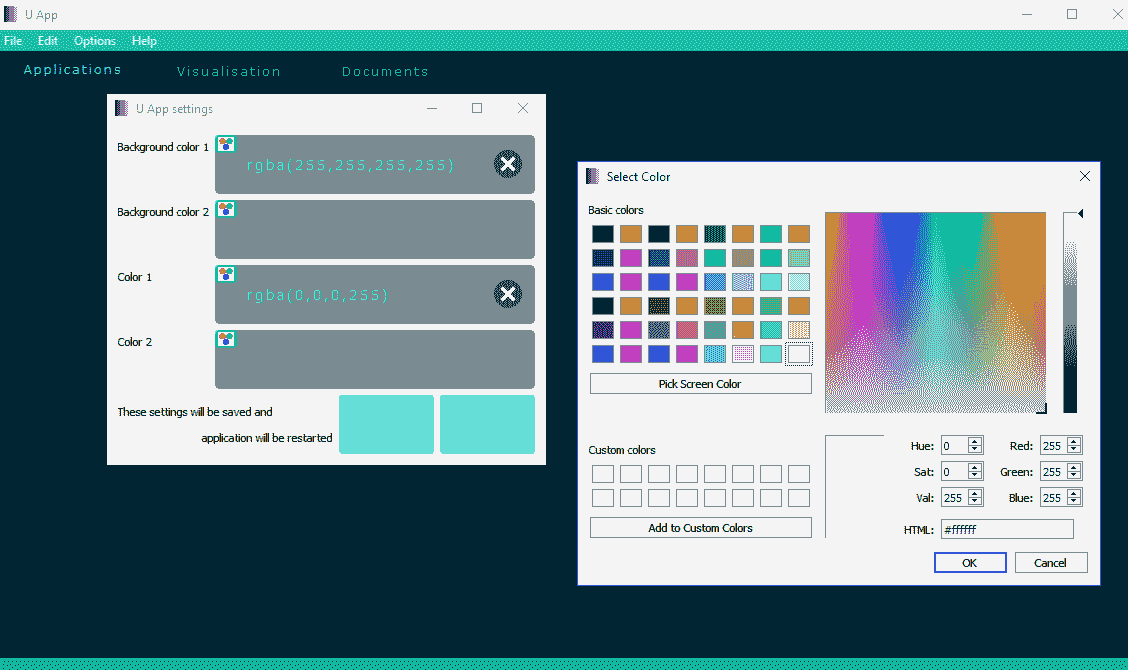 U App
File Edit Options Help
Applications Visualisation Documents
U App settings
Background color 1
rgba(255,255,255,255)
Background color 2
Color 1
rgba(0,0,0,255)
Color 2
These settings will be saved and
application will be restarted
Select Color
Basic colors
Pick Screen Color
Custom colors
Add to Custom Colors
Hue: 0 Red: 255
Sat: 0 Green: 255
Val: 255 Blue: 255
HTML: #ffffff
OK Cancel